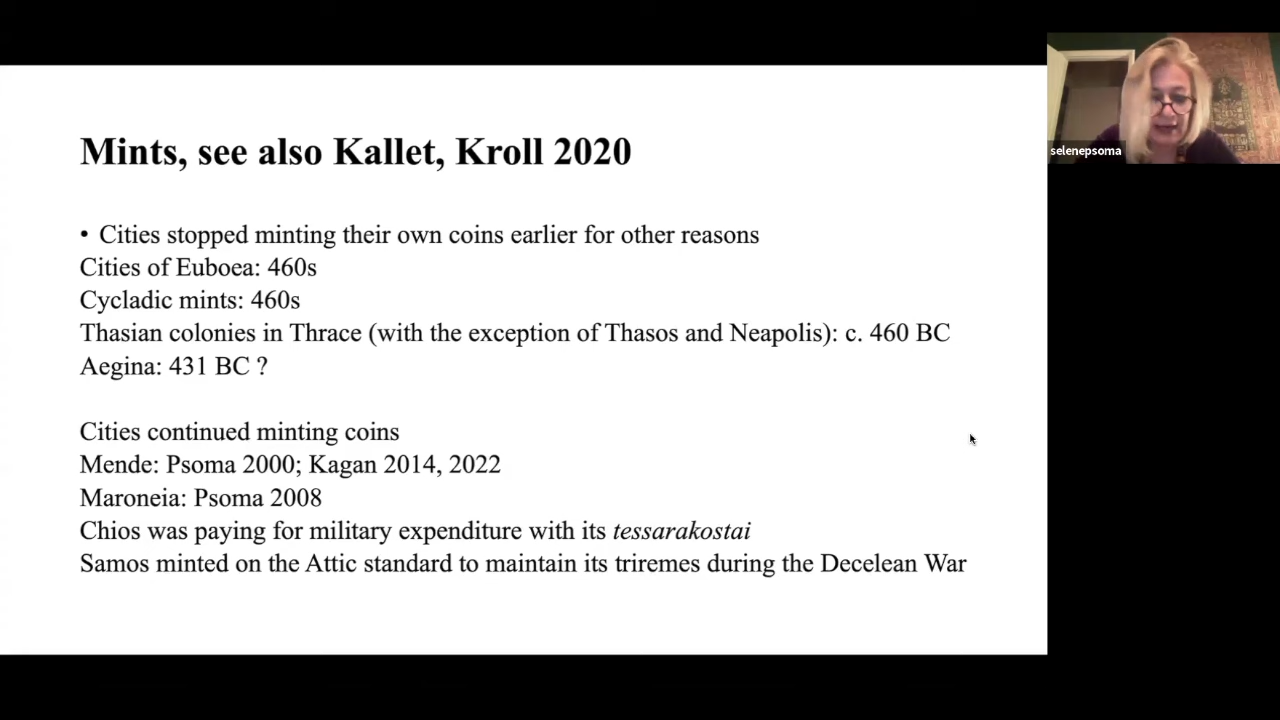 Mints, see also Kallet, Kroll 2020
• Cities stopped minting their own coins earlier for other reasons
Cities of Euboea: 460s
Cycladic mints: 460s
Thasian colonies in Thrace (with the exception of Thasos and Neapolis): c. 460 BC
Aegina: 431 BC ?
Cities continued minting coins
Mende: Psoma 2000; Kagan 2014, 2022
Maroneia: Psoma 2008
Chios was paying for military expenditure with its tessarakostai
Samos minted on the Attic standard to maintain its triremes during the Decelean War
selenepsoma